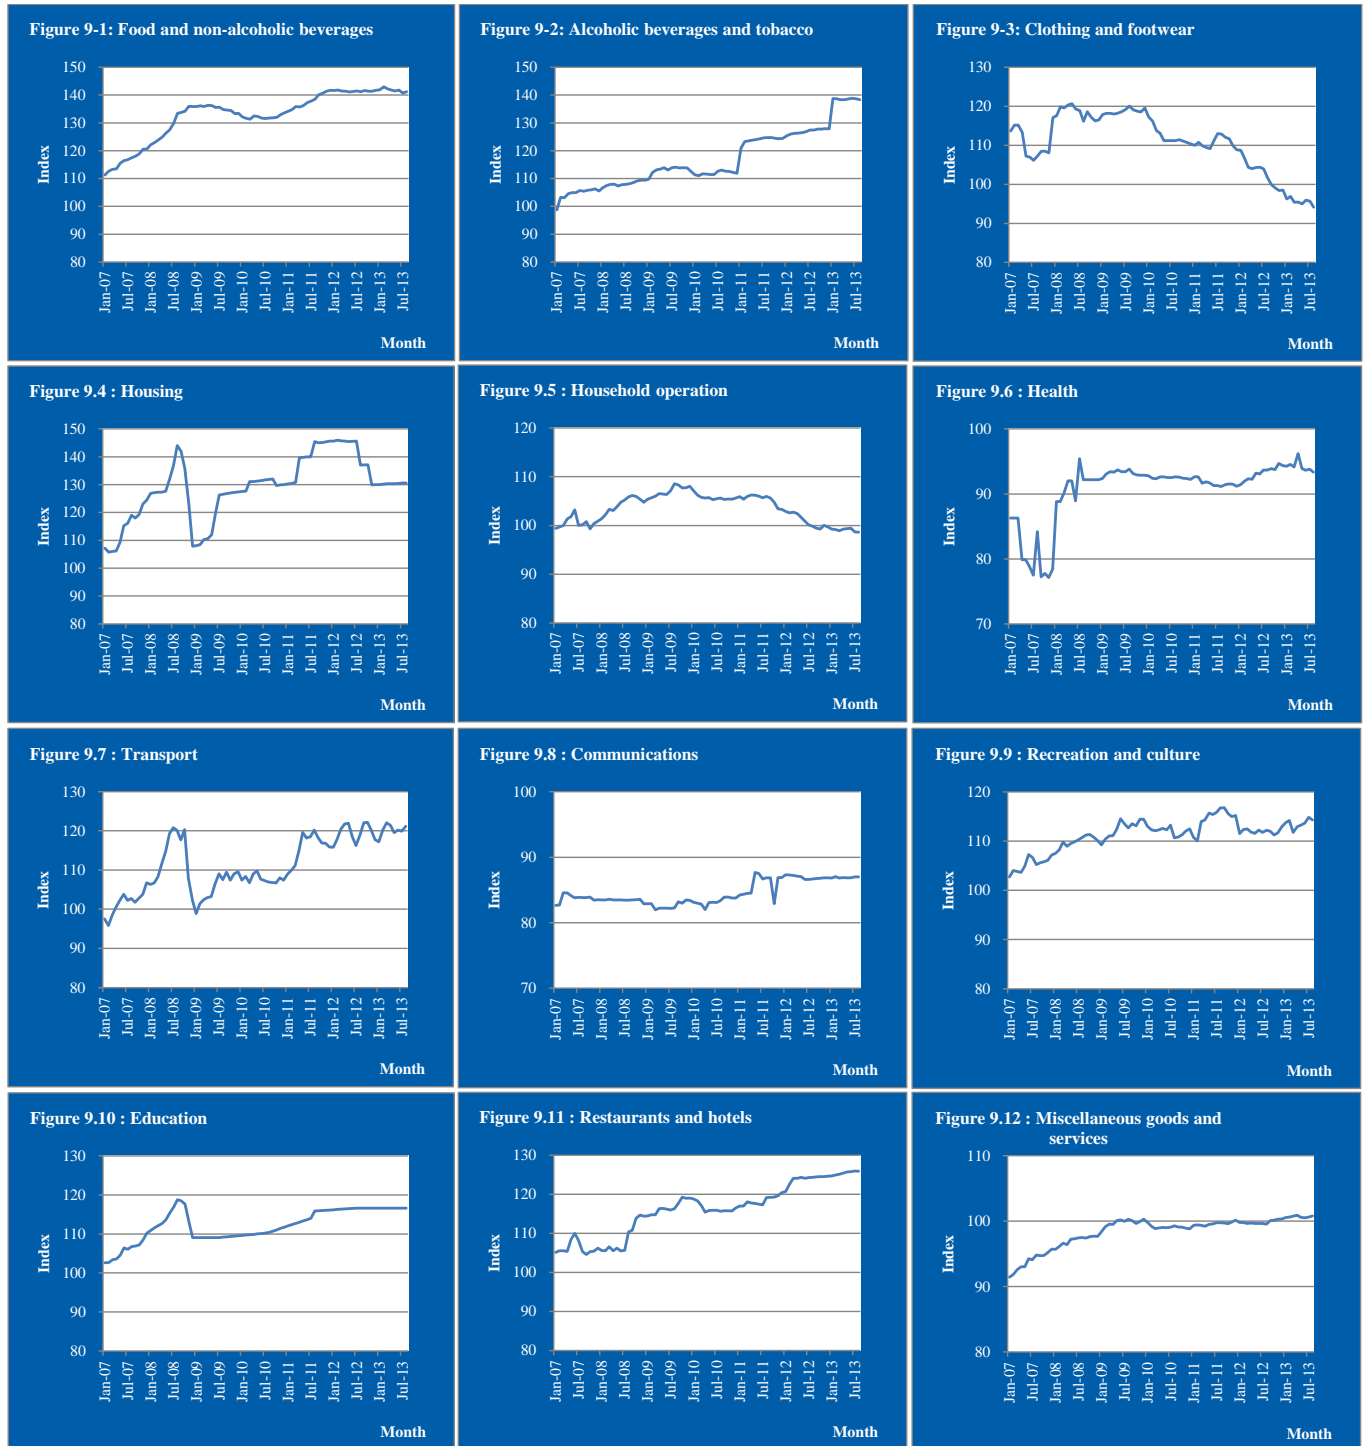 Figure 9-1: Food and non-alcoholic beverages
150
140
130
120
110
100
90
80
Index
Jan-07
Jul-07
Jan-08
Jul-08
Jan-09
Jul-09
Jan-10
Jul-10
Jan-11
Jul-11
Jan-12
Jul-12
Jan-13
Jul-13
Month
Figure 9-2: Alcoholic beverages and tobacco
150
140
130
120
110
100
90
80
Index
Jan-07
Jul-07
Jan-08
Jul-08
Jan-09
Jul-09
Jan-10
Jul-10
Jan-11
Jul-11
Jan-12
Jul-12
Jan-13
Jul-13
Month
Figure 9-3: Clothing and footwear
130
120
110
100
90
80
Index
Jan-07
Jul-07
Jan-08
Jul-08
Jan-09
Jul-09
Jan-10
Jul-10
Jan-11
Jul-11
Jan-12
Jul-12
Jan-13
Jul-13
Month
Figure 9.4 : Housing
150
140
130
120
110
100
90
80
Index
Jan-07
Jul-07
Jan-08
Jul-08
Jan-09
Jul-09
Jan-10
Jul-10
Jan-11
Jul-11
Jan-12
Jul-12
Jan-13
Jul-13
Month
Figure 9.5 : Household operation
120
110
100
90
80
Index
Jan-07
Jul-07
Jan-08
Jul-08
Jan-09
Jul-09
Jan-10
Jul-10
Jan-11
Jul-11
Jan-12
Jul-12
Jan-13
Jul-13
Month
Figure 9.6 : Health
100
90
80
70
Index
Jan-07
Jul-07
Jan-08
Jul-08
Jan-09
Jul-09
Jan-10
Jul-10
Jan-11
Jul-11
Jan-12
Jul-12
Jan-13
Jul-13
Month
Figure 9.7 : Transport
130
120
110
100
90
80
Index
Jan-07
Jul-07
Jan-08
Jul-08
Jan-09
Jul-09
Jan-10
Jul-10
Jan-11
Jul-11
Jan-12
Jul-12
Jan-13
Jul-13
Month
Figure 9.8 : Communications
100
90
80
70
Index
Jan-07
Jul-07
Jan-08
Jul-08
Jan-09
Jul-09
Jan-10
Jul-10
Jan-11
Jul-11
Jan-12
Jul-12
Jan-13
Jul-13
Month
Figure 9.9 : Recreation and culture
120
110
100
90
80
Index
Jan-07
Jul-07
Jan-08
Jul-08
Jan-09
Jul-09
Jan-10
Jul-10
Jan-11
Jul-11
Jan-12
Jul-12
Jan-13
Jul-13
Month
Figure 9.10 : Education
130
120
110
100
90
80
Index
Jan-07
Jul-07
Jan-08
Jul-08
Jan-09
Jul-09
Jan-10
Jul-10
Jan-11
Jul-11
Jan-12
Jul-12
Jan-13
Jul-13
Month
Figure 9.11 : Restaurants and hotels
130
120
110
100
90
80
Index
Jan-07
Jul-07
Jan-08
Jul-08
Jan-09
Jul-09
Jan-10
Jul-10
Jan-11
Jul-11
Jan-12
Jul-12
Jan-13
Jul-13
Month
Figure 9.12 : Miscellaneous goods and
services
110
100
90
80
Index
Jan-07
Jul-07
Jan-08
Jul-08
Jan-09
Jul-09
Jan-10
Jul-10
Jan-11
Jul-11
Jan-12
Jul-12
Jan-13
Jul-13
Month